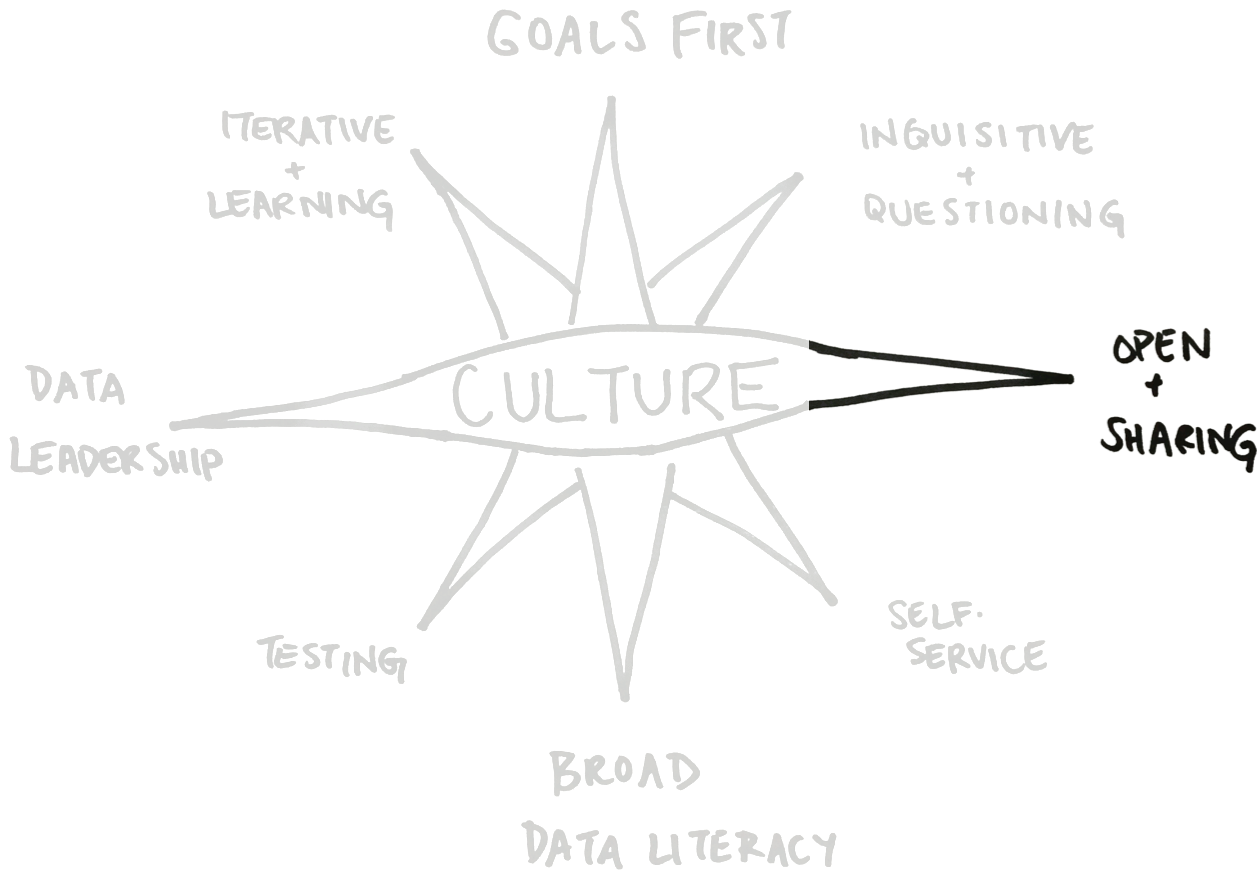 GOALS FIRST
ITERATIVE
+
LEARNING
INQUISITIVE
+
QUESTIONING
OPEN
+
SHARING
CULTURE
DATA
LEADERSHIP
TESTING
SELF-
SERVICE
BROAD
DATA LITERACY